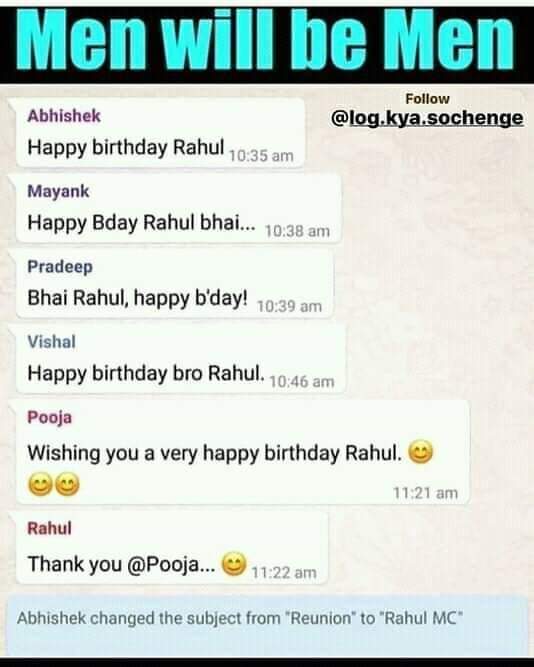 Men will be Men
Follow
@log.kya.sochenge
Abhishek
Happy birthday Rahul 10:35 am
Mayank
Happy Bday Rahul bhai... 10:38 am
Pradeep
Bhai Rahul, happy b'day! 10:39 am
Vishal
Happy birthday bro Rahul. 10:46 am
Pooja
Wishing you a very happy birthday Rahul. 😊
😊😊
11:21 am
Rahul
Thank you @Pooja... 😊 11:22 am
Abhishek changed the subject from "Reunion" to "Rahul MC"